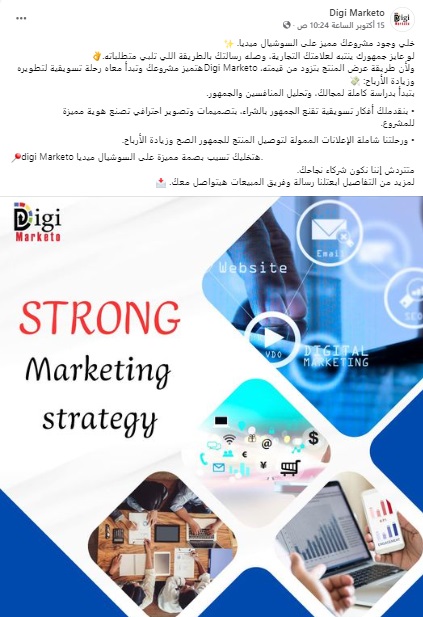 Digi Marketo
15 أكتوبر الساعة 10:24 ص
خلي وجود مشروعك مميز على السوشيال ميديا. ✨
لو عايز جمهورك ينتبه لعلامتك التجارية، وصله رسالتك بالطريقة اللي تلبي متطلباته. 👌
ولأن طريقة عرض المنتج بتزود من قيمته، Digi Marketoهتميز مشروعك وتبدأ معاه رحلة تسويقية لتطويره
وزيادة الأرباح: 💸
بتبدأ بدراسة كاملة لمجالك، وتحليل المنافسين والجمهور.
• بنقدملك أفكار تسويقية تقنع الجمهور بالشراء، بتصميمات وتصوير احترافي تصنع هوية مميزة
للمشروع.
• ورحلتنا شاملة الإعلانات الممولة لتوصيل المنتج للجمهور الصح وزيادة الأرباح.
📍digi Marketo هتخليك تسيب بصمة مميزة على السوشيال ميديا.
متتردش إننا نكون شركاء نجاحك.
لمزيد من التفاصيل ابعتلنا رسالة وفريق المبيعات هيتواصل معك. 📩
Digi
Marketo
Website
Email
SEO
VDO
DIGITAL
MARKETING
STRONG
Marketing
strategy
KPI